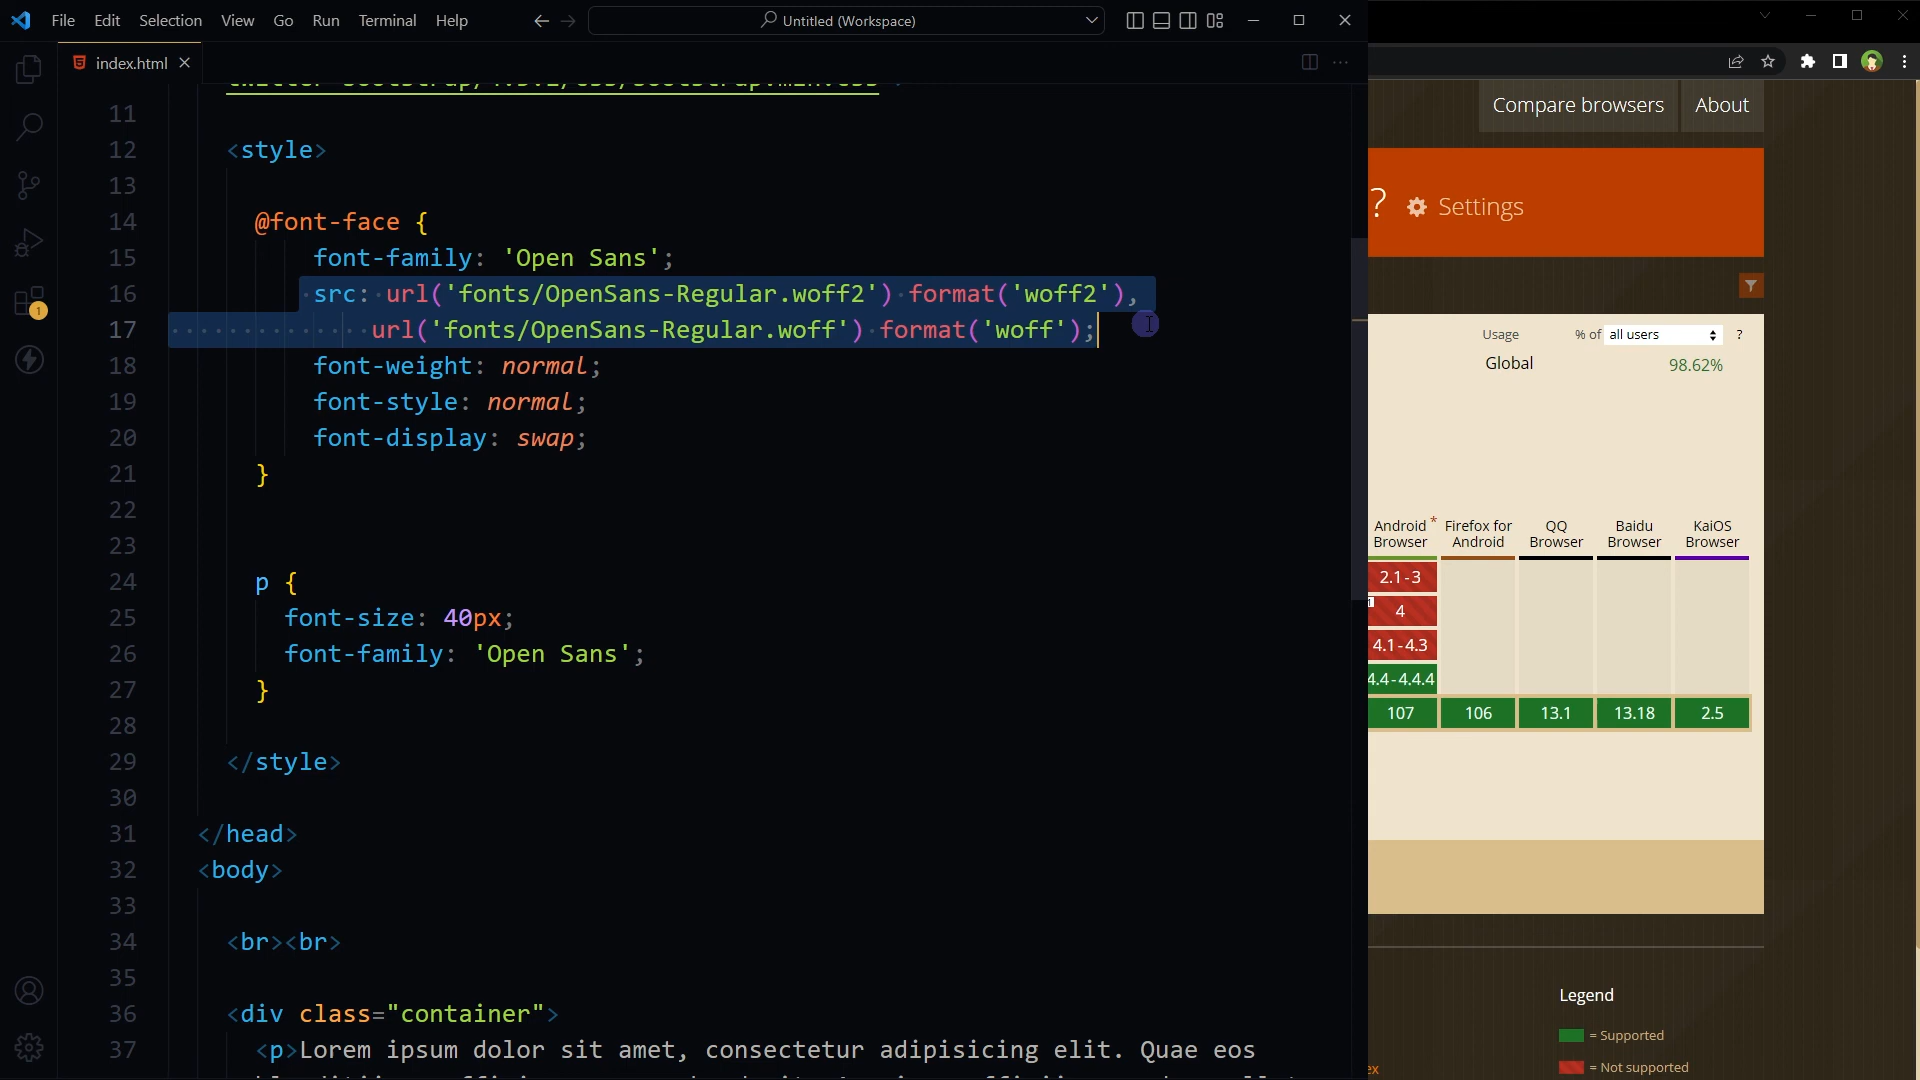 File Edit Selection View Go Run Terminal Help
Untitled (Workspace)
index.html
11
12 <style>
13
14 @font-face {
15 font-family: 'Open Sans';
16 src: url('fonts/OpenSans-Regular.woff2') format('woff2'),
17 url('fonts/OpenSans-Regular.woff') format('woff');
18 font-weight: normal;
19 font-style: normal;
20 font-display: swap;
21 }
22
23
24 p {
25 font-size: 40px;
26 font-family: 'Open Sans';
27 }
28
29 </style>
30
31 </head>
32 <body>
33
34 <br><br>
35
36 <div class="container">
37 <p>Lorem ipsum dolor sit amet, consectetur adipisicing elit. Quae eos
1
Compare browsers About
? Settings
Usage % of all users ?
Global 98.62%
Android Browser *
Firefox for Android
QQ Browser
Baidu Browser
KaiOS Browser
2.1-3
4
4.1-4.3
4.4-4.4.4
107 106 13.1 13.18 2.5
Legend
= Supported
= Not supported